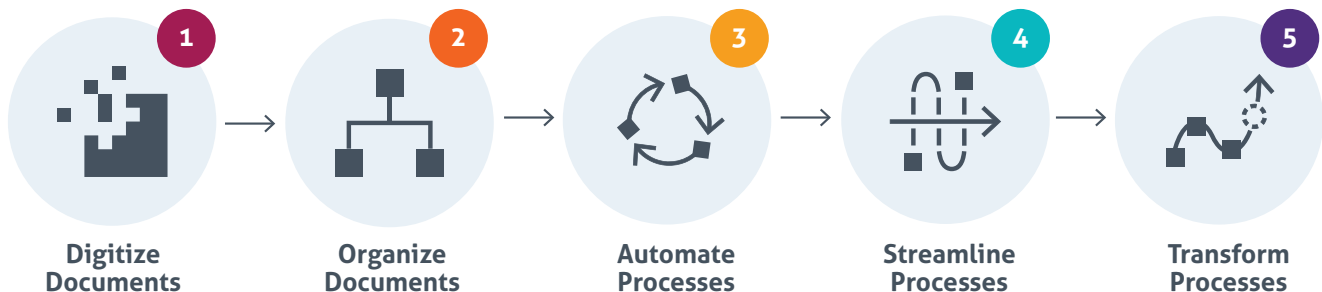 1
2
3
4
5
Digitize
Documents
Organize
Documents
Automate
Processes
Streamline
Processes
Transform
Processes